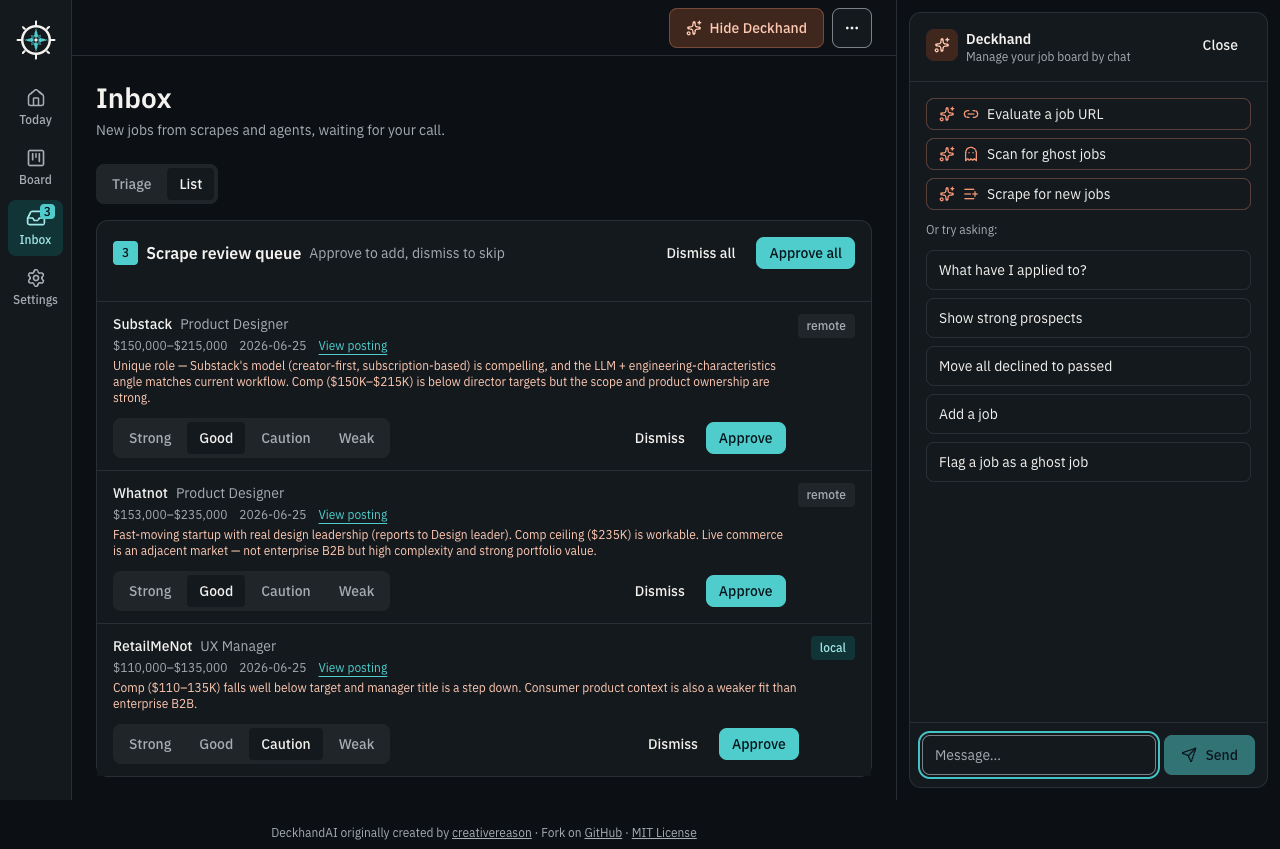 Hide Deckhand
Today
Board
3
Inbox
Settings
Inbox
New jobs from scrapes and agents, waiting for your call.
Triage List
3 Scrape review queue Approve to add, dismiss to skip Dismiss all Approve all
Substack Product Designer remote
$150,000–$215,000 2026-06-25 View posting
Unique role — Substack's model (creator-first, subscription-based) is compelling, and the LLM + engineering-characteristics
angle matches current workflow. Comp ($150K–$215K) is below director targets but the scope and product ownership are
strong.
Strong Good Caution Weak Dismiss Approve
Whatnot Product Designer remote
$153,000–$235,000 2026-06-25 View posting
Fast-moving startup with real design leadership (reports to Design leader). Comp ceiling ($235K) is workable. Live commerce
is an adjacent market — not enterprise B2B but high complexity and strong portfolio value.
Strong Good Caution Weak Dismiss Approve
RetailMeNot UX Manager local
$110,000–$135,000 2026-06-25 View posting
Comp ($110–135K) falls well below target and manager title is a step down. Consumer product context is also a weaker fit than
enterprise B2B.
Strong Good Caution Weak Dismiss Approve
Deckhand Close
Manage your job board by chat
Evaluate a job URL
Scan for ghost jobs
Scrape for new jobs
Or try asking:
What have I applied to?
Show strong prospects
Move all declined to passed
Add a job
Flag a job as a ghost job
Message... Send
DeckhandAI originally created by creativereason · Fork on GitHub · MIT License